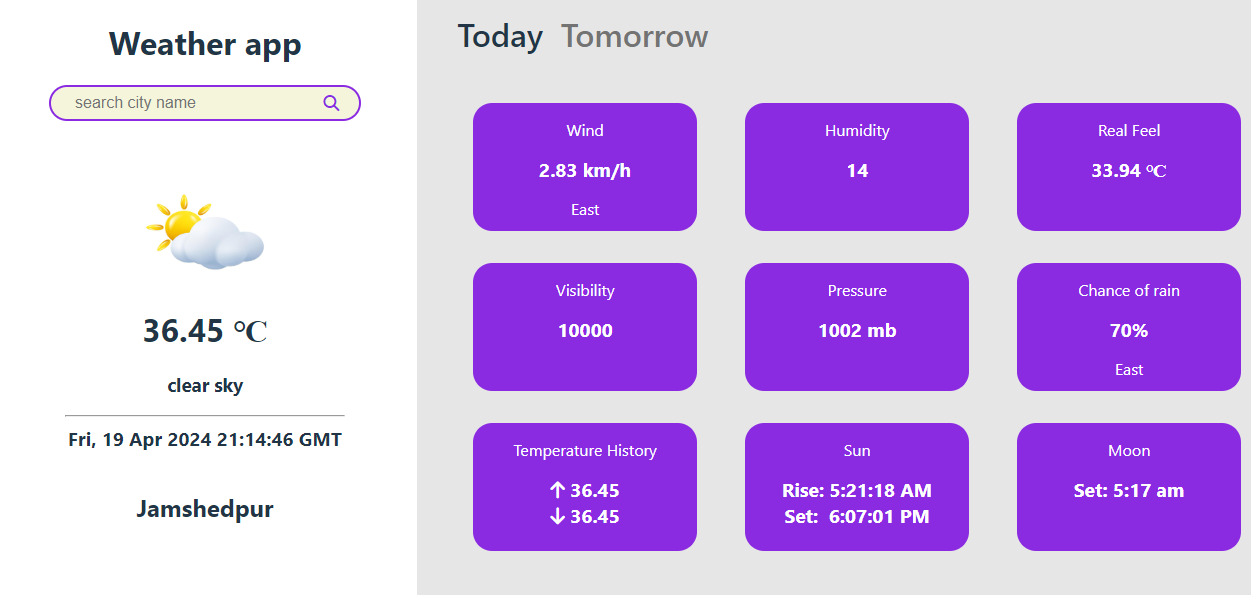 Weather app
search city name
36.45 °C
clear sky
Fri, 19 Apr 2024 21:14:46 GMT
Jamshedpur
Today Tomorrow
Wind
2.83 km/h
East
Humidity
14
Real Feel
33.94 °C
Visibility
10000
Pressure
1002 mb
Chance of rain
70%
East
Temperature History
↑ 36.45
↓ 36.45
Sun
Rise: 5:21:18 AM
Set: 6:07:01 PM
Moon
Set: 5:17 am